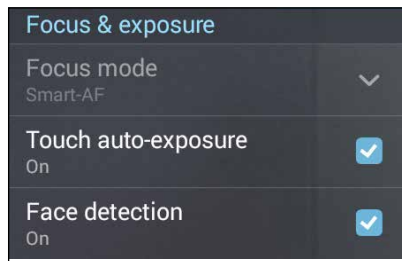 Focus & exposure
Focus mode
Smart-AF
Touch auto-exposure
On
Face detection
On